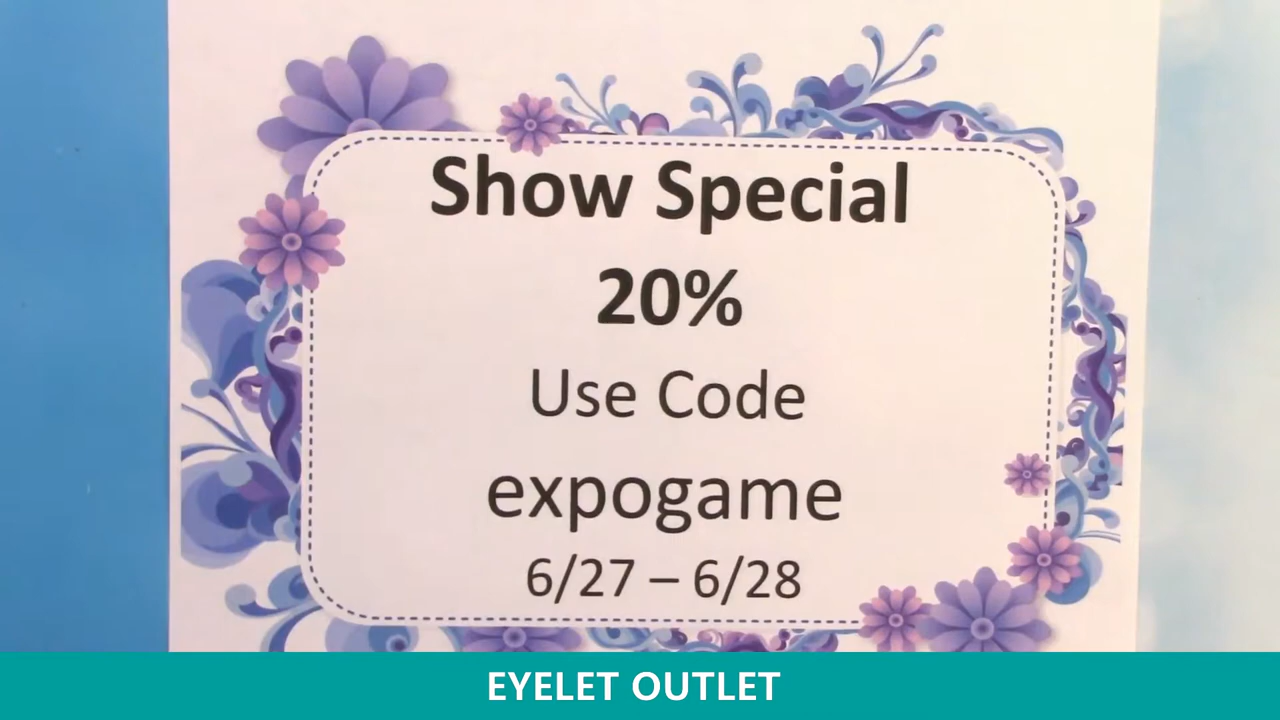 Show Special
20%
Use Code
expogame
6/27 – 6/28
EYELET OUTLET